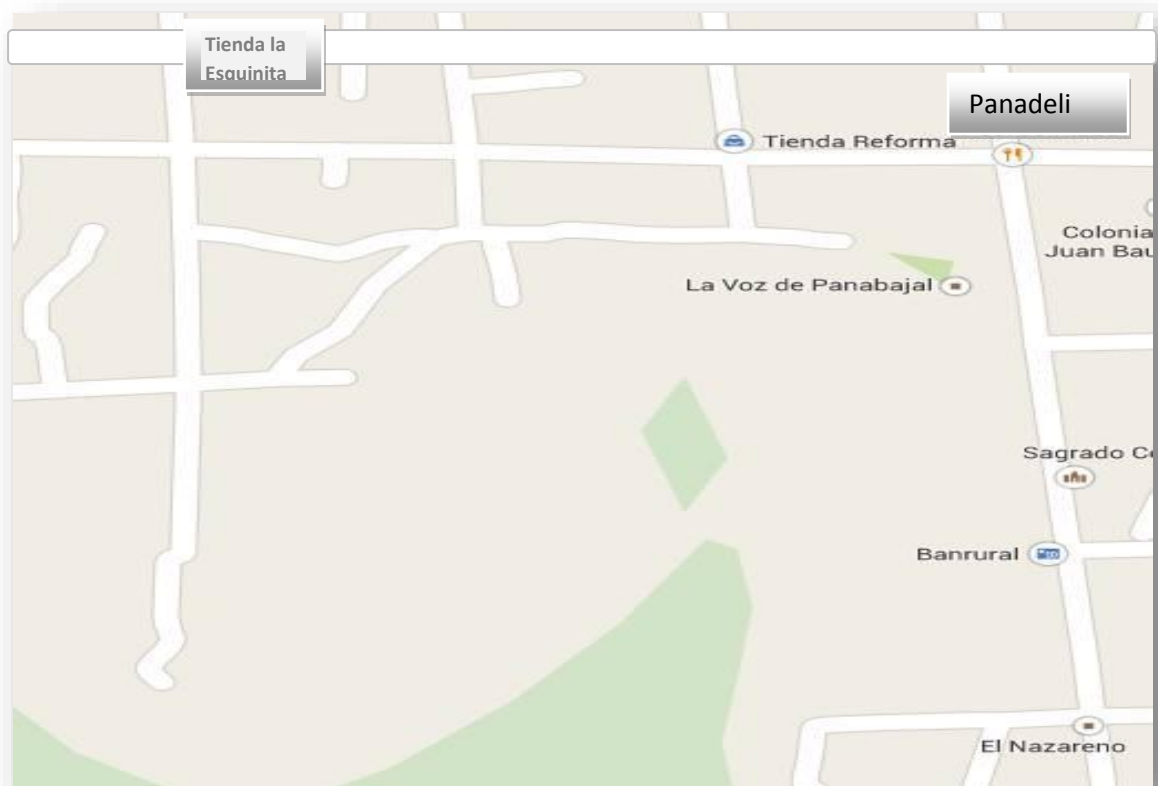 Tienda la
Esquinita
Panadeli
Tienda Reforma
Colonia
Juan Bau
La Voz de Panabajal
Sagrado C
Banrural
El Nazareno